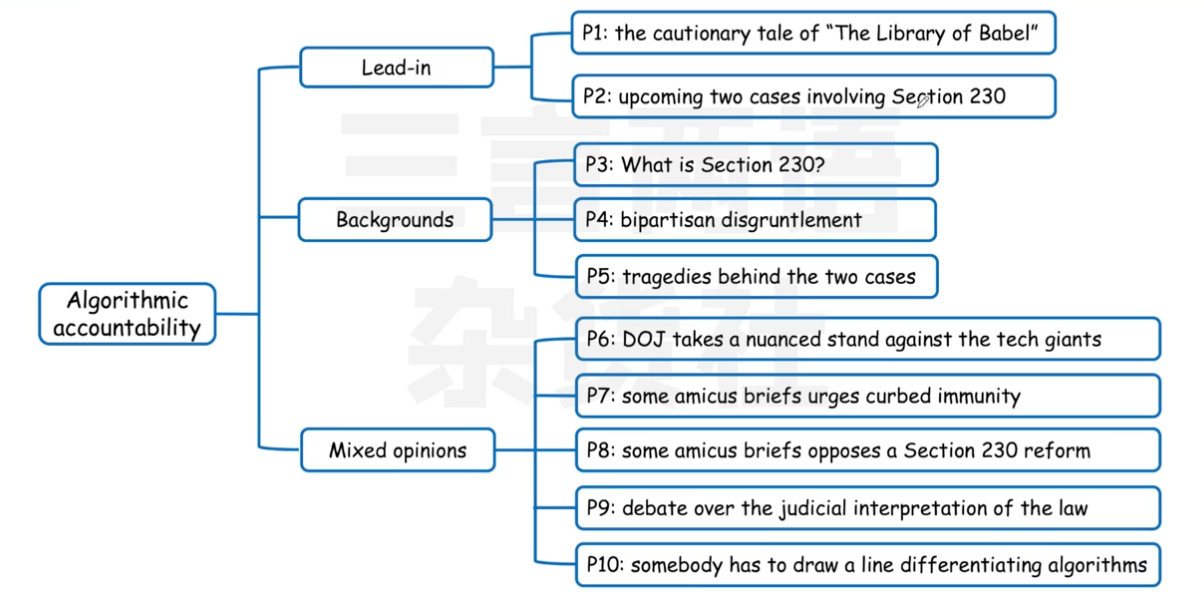 Algorithmic
accountability
Lead-in
P1: the cautionary tale of “The Library of Babel”
P2: upcoming two cases involving Section 230
Backgrounds
P3: What is Section 230?
P4: bipartisan disgruntlement
P5: tragedies behind the two cases
Mixed opinions
P6: DOJ takes a nuanced stand against the tech giants
P7: some amicus briefs urges curbed immunity
P8: some amicus briefs opposes a Section 230 reform
P9: debate over the judicial interpretation of the law
P10: somebody has to draw a line differentiating algorithms
三言两语
杂货社